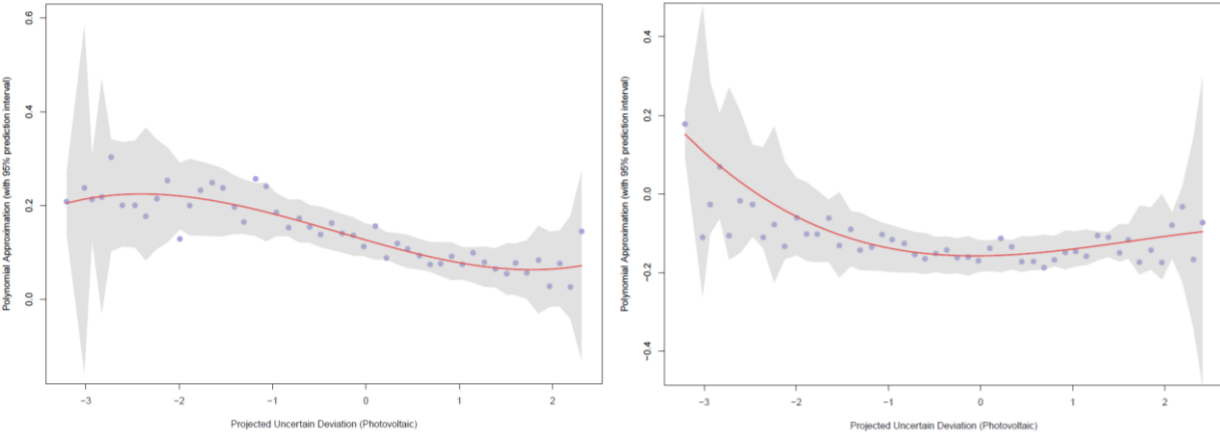 Polynomial Approximation (with 95% prediction interval)
0.6
0.4
0.2
0.0
−3 −2 −1 0 1 2
Projected Uncertain Deviation (Photovoltaic)
Polynomial Approximation (with 95% prediction interval)
0.4
0.2
0.0
−0.2
−0.4
−3 −2 −1 0 1 2
Projected Uncertain Deviation (Photovoltaic)